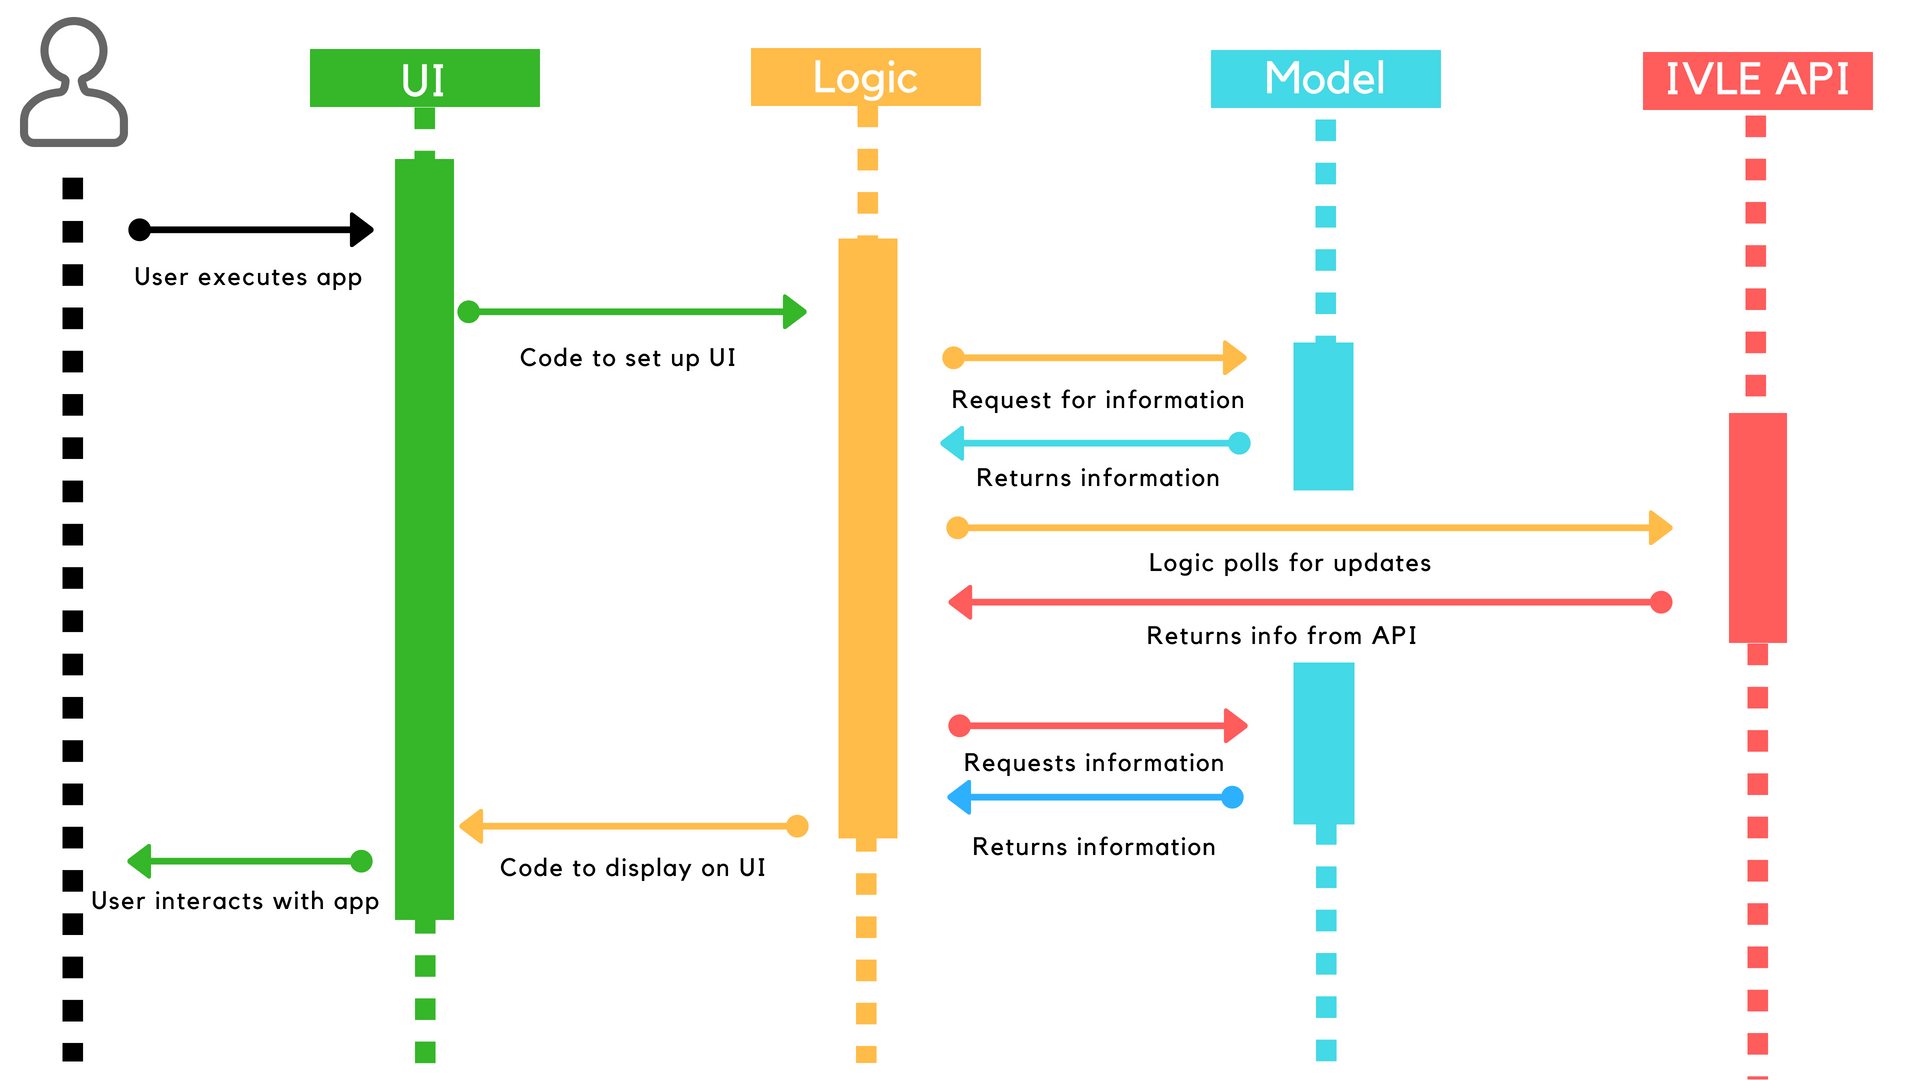 UI
Logic
Model
IVLE API
User executes app
Code to set up UI
Request for information
Returns information
Logic polls for updates
Returns info from API
Requests information
Returns information
Code to display on UI
User interacts with app